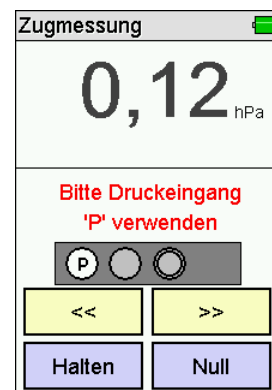 Zugmessung
0,12 hPa
Bitte Druckeingang
'P' verwenden
P
<< >>
Halten Null